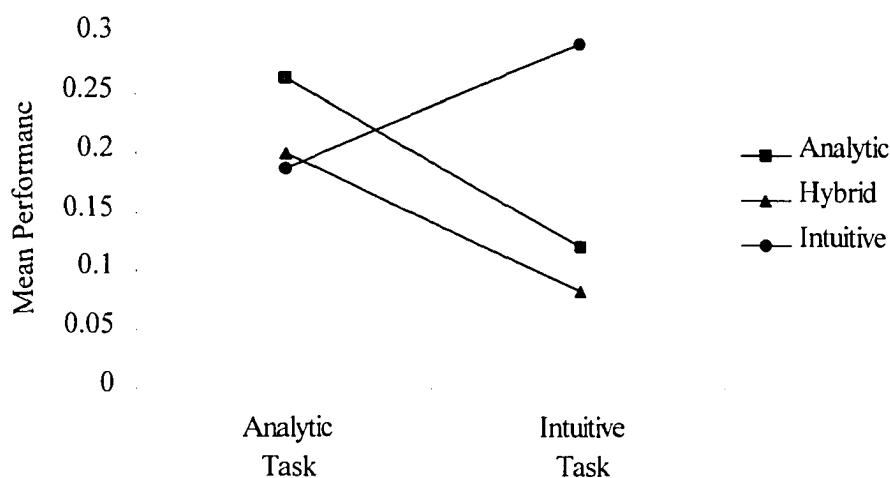 0.3
0.25
0.2
0.15
0.1
0.05
0
Mean Performanc
Analytic
Task
Intuitive
Task
Analytic
Hybrid
Intuitive